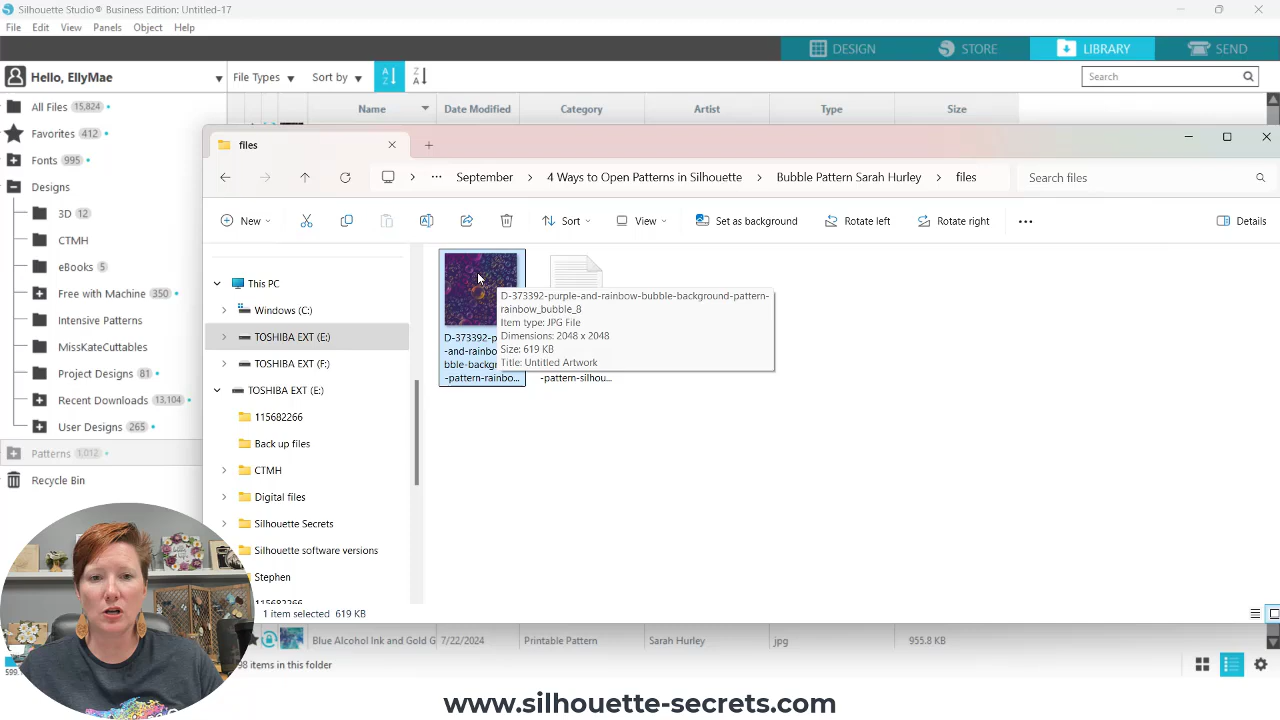 Silhouette Studio® Business Edition: Untitled-17
File Edit View Panels Object Help
DESIGN STORE LIBRARY SEND
Hello, EllyMae
File Types Sort by A Z Z A Search
Name Date Modified Category Artist Type Size
All Files 15,824
Favorites 412
Fonts 995
Designs
3D 12
CTMH
eBooks 5
Free with Machine 350
Intensive Patterns
MissKateCuttables
Project Designs 81
Recent Downloads 13,104
User Designs 265
Patterns 1,012
Recycle Bin
files
September > 4 Ways to Open Patterns in Silhouette > Bubble Pattern Sarah Hurley > files
Search files
New Sort View Set as background Rotate left Rotate right Details
This PC
Windows (C:)
TOSHIBA EXT (E:)
TOSHIBA EXT (F:)
TOSHIBA EXT (E:)
115682266
Back up files
CTMH
Digital files
Silhouette Secrets
Silhouette software versions
Stephen
115682266
D-373392-p
-and-rainbo
bble-backg
-pattern-rainbo...
-pattern-silhou...
D-373392-purple-and-rainbow-bubble-background-pattern-
rainbow_bubble_8
Item type: JPG File
Dimensions: 2048 x 2048
Size: 619 KB
Title: Untitled Artwork
1 item selected 619 KB
Blue Alcohol Ink and Gold G 7/22/2024 Printable Pattern Sarah Hurley jpg 955.8 KB
98 items in this folder
www.silhouette-secrets.com